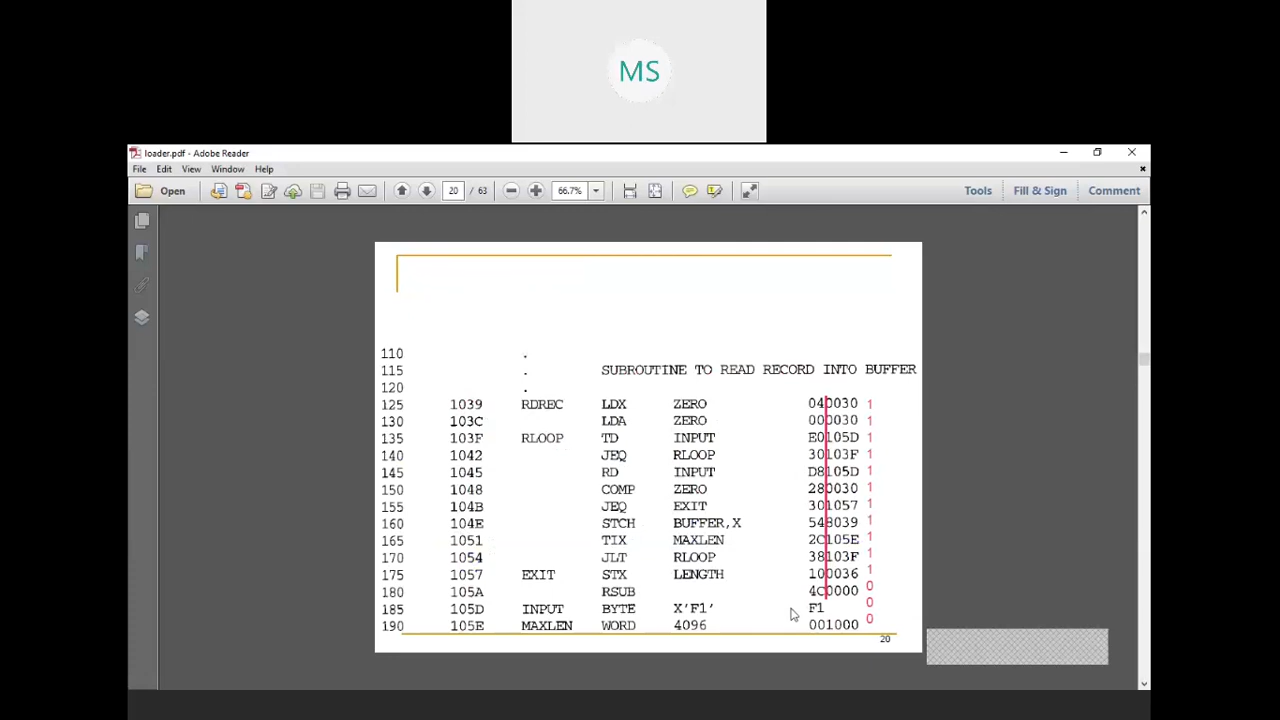 MS
loader.pdf - Adobe Reader
File Edit View Window Help
Open 20 / 63 66.7% Tools Fill & Sign Comment
110 .
115 . SUBROUTINE TO READ RECORD INTO BUFFER
120 .
125 1039 RDREC LDX ZERO 040030 1
130 103C LDA ZERO 000030 1
135 103F RLOOP TD INPUT E0105D 1
140 1042 JEQ RLOOP 30103F 1
145 1045 RD INPUT D8105D 1
150 1048 COMP ZERO 280030 1
155 104B JEQ EXIT 301057 1
160 104E STCH BUFFER,X 548039 1
165 1051 TIX MAXLEN 2C105E 1
170 1054 JLT RLOOP 38103F 1
175 1057 EXIT STX LENGTH 100036 1
180 105A RSUB 4C0000 0
185 105D INPUT BYTE X'F1' F1 0
190 105E MAXLEN WORD 4096 001000 0
20